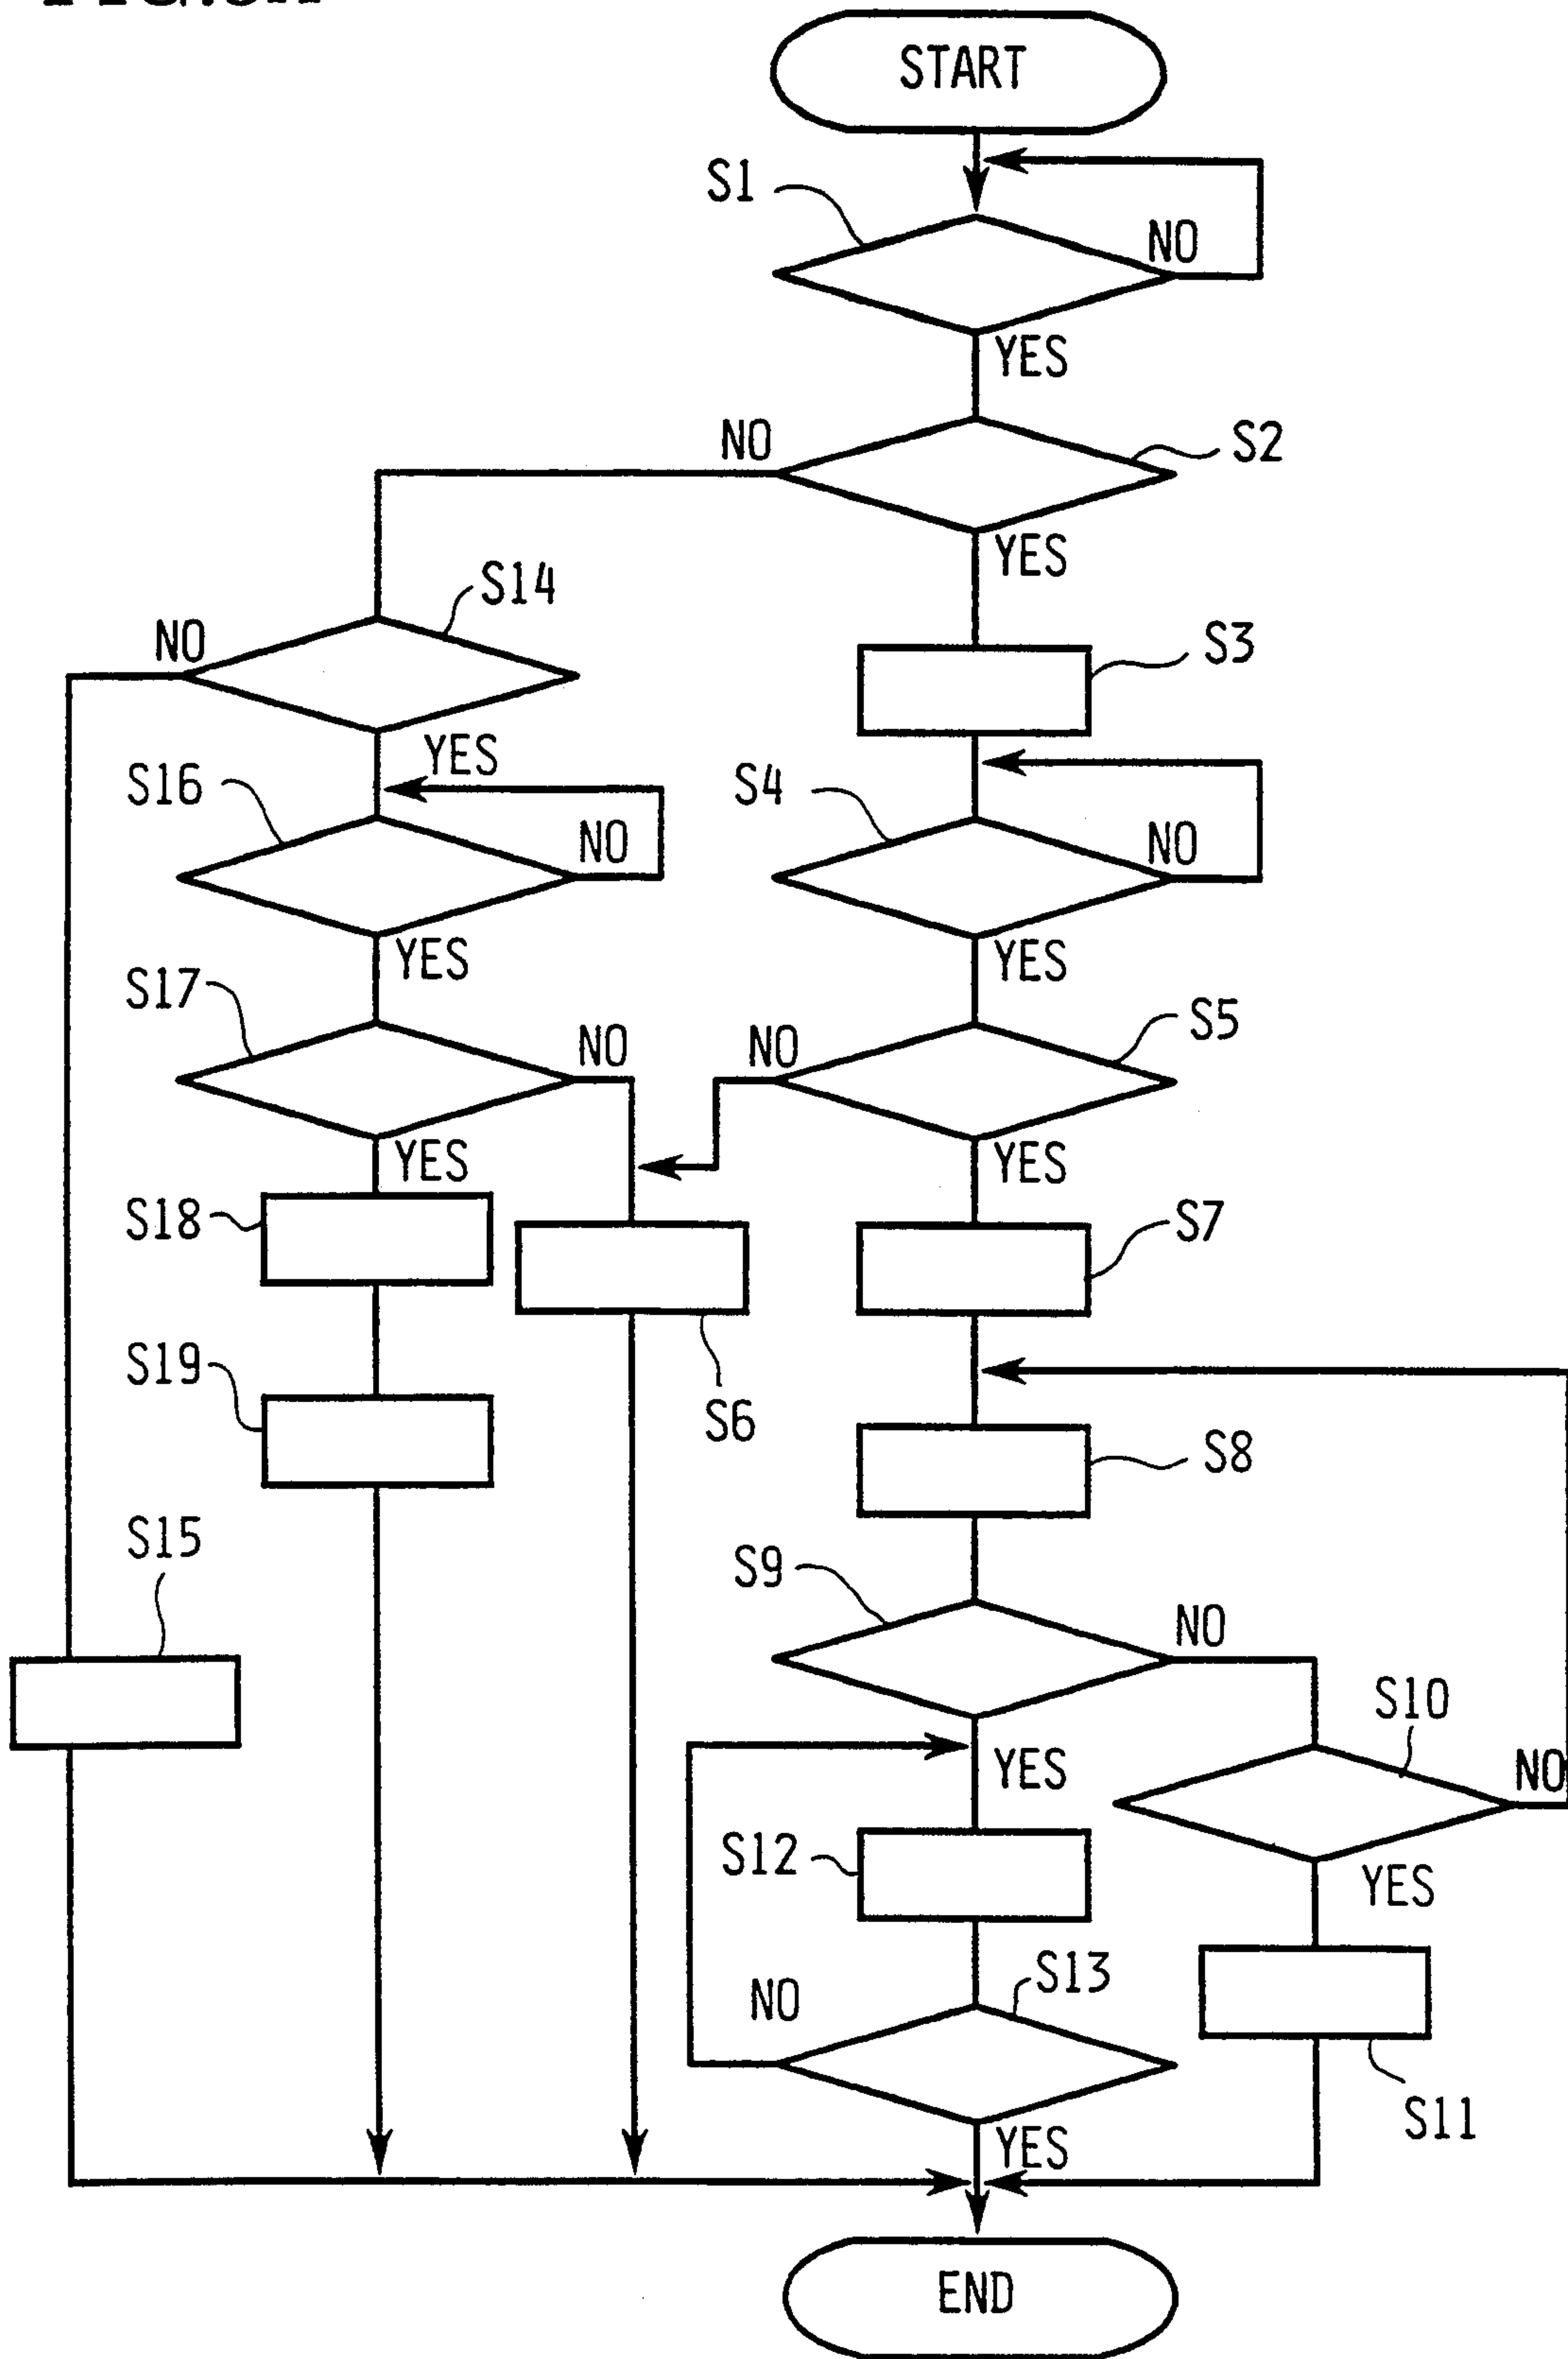 START
S1
NO
YES
NO
S2
YES
S14
NO
S3
YES
S16
S4
NO
NO
YES
YES
S17
S5
NO
NO
YES
YES
S18
S7
S19
S6
S8
S15
S9
NO
S10
YES
NO
S12
YES
S13
NO
S11
YES
END